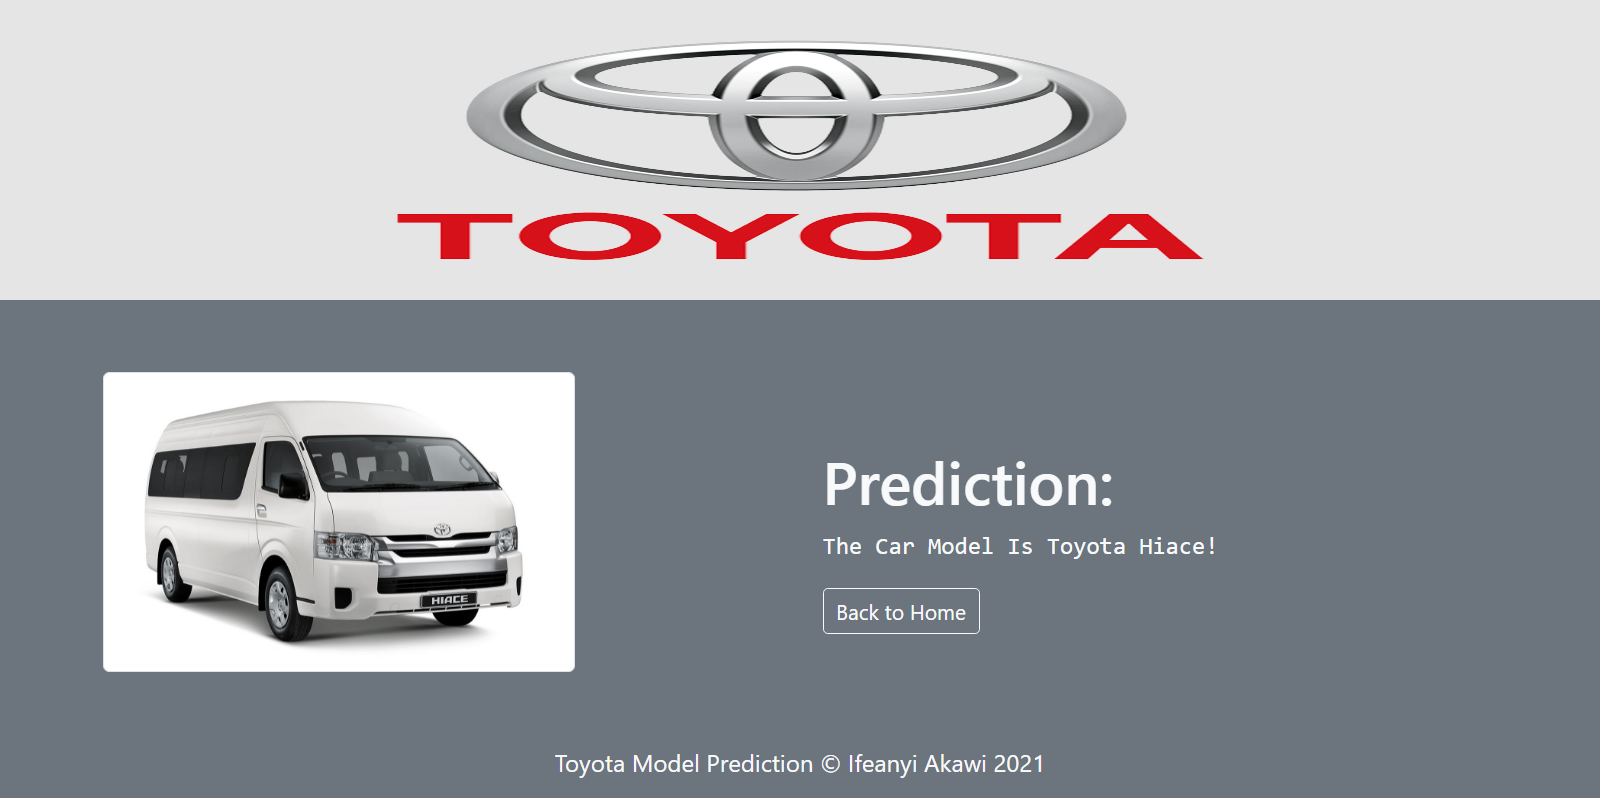 TOYOTA
HIACE
Prediction:
The Car Model Is Toyota Hiace!
Back to Home
Toyota Model Prediction © Ifeanyi Akawi 2021